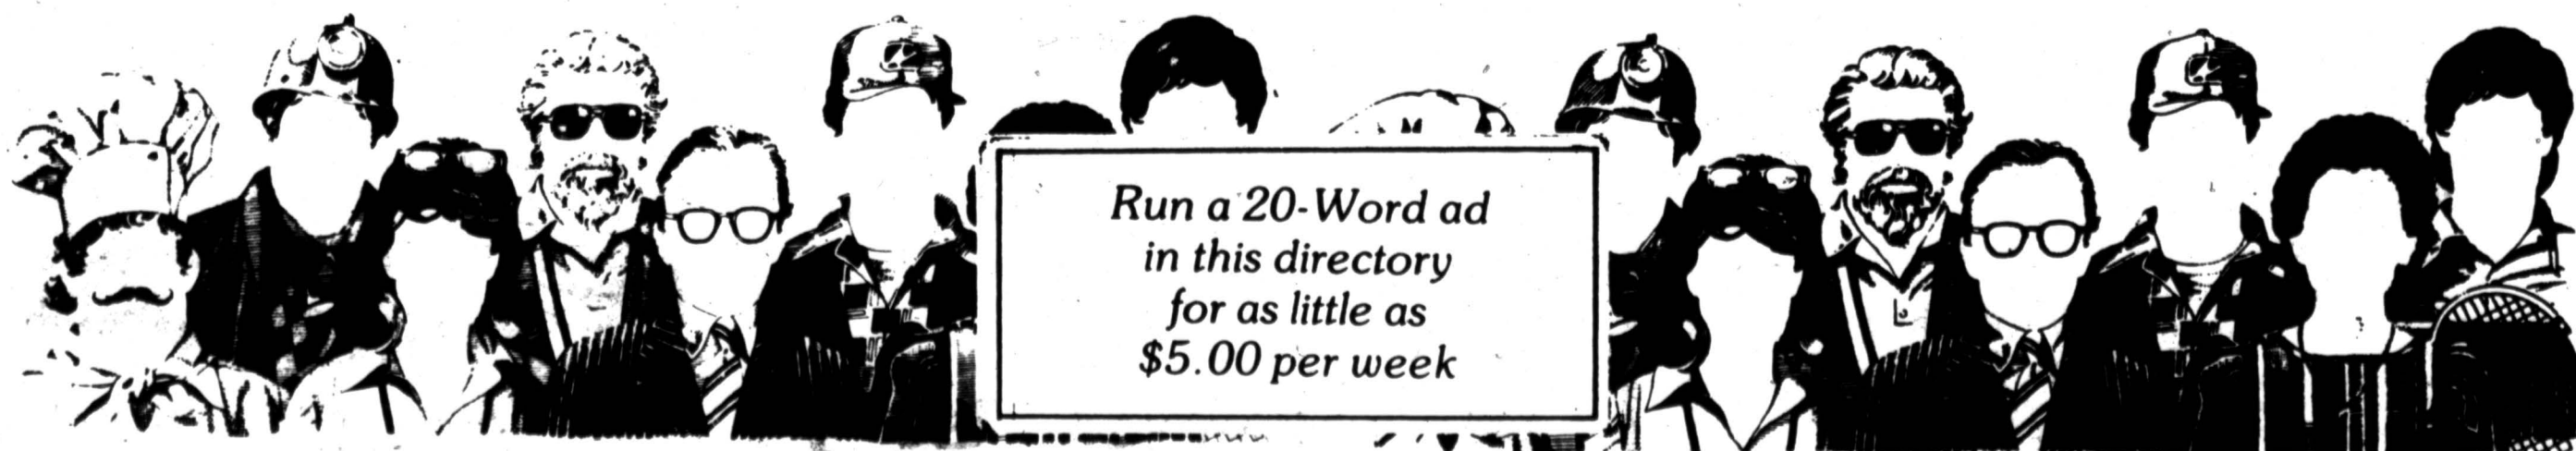 Run a 20-Word ad
in this directory
for as little as
$5.00 per week